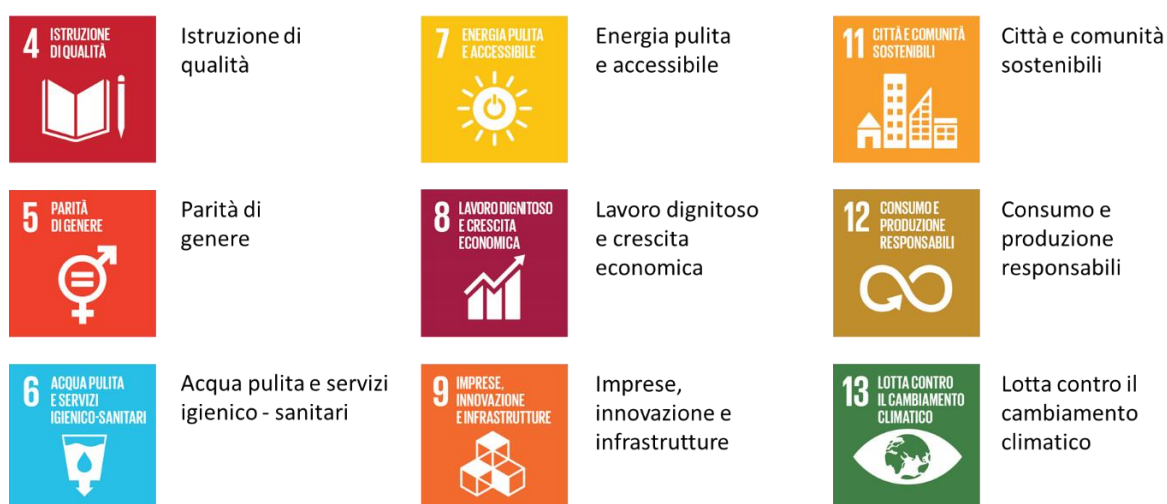 4 ISTRUZIONE
DI QUALITÀ
Istruzione di
qualità
7 ENERGIA PULITA
E ACCESSIBILE
Energia pulita
e accessibile
11 CITTÀ E COMUNITÀ
SOSTENIBILI
Città e comunità
sostenibili
5 PARITÀ
DI GENERE
Parità di
genere
8 LAVORO DIGNITOSO
E CRESCITA
ECONOMICA
Lavoro dignitoso
e crescita
economica
12 CONSUMO E
PRODUZIONE
RESPONSABILI
Consumo e
produzione
responsabili
6 ACQUA PULITA
E SERVIZI
IGIENICO-SANITARI
Acqua pulita e servizi
igienico - sanitari
9 IMPRESE,
INNOVAZIONE
E INFRASTRUTTURE
Imprese,
innovazione e
infrastrutture
13 LOTTA CONTRO
IL CAMBIAMENTO
CLIMATICO
Lotta contro il
cambiamento
climatico